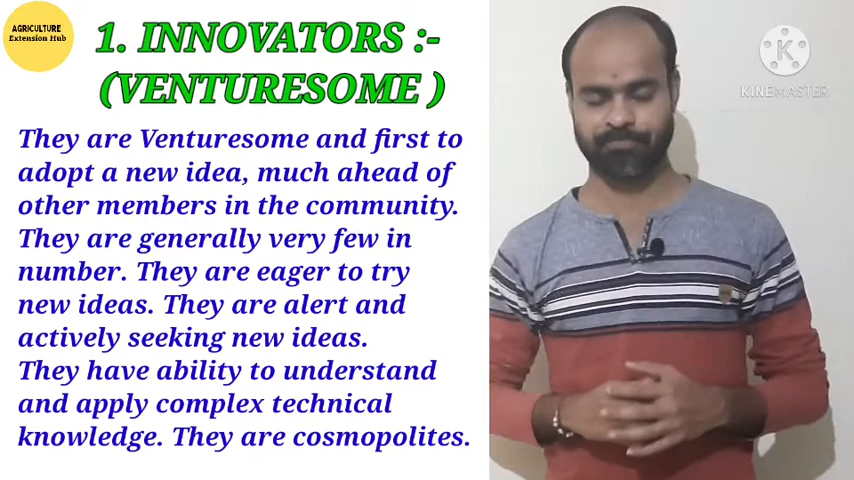 AGRICULTURE
Extension Hub
1. INNOVATORS :-
(VENTURESOME )
They are Venturesome and first to
adopt a new idea, much ahead of
other members in the community.
They are generally very few in
number. They are eager to try
new ideas. They are alert and
actively seeking new ideas.
They have ability to understand
and apply complex technical
knowledge. They are cosmopolites.
K
KINEMASTER